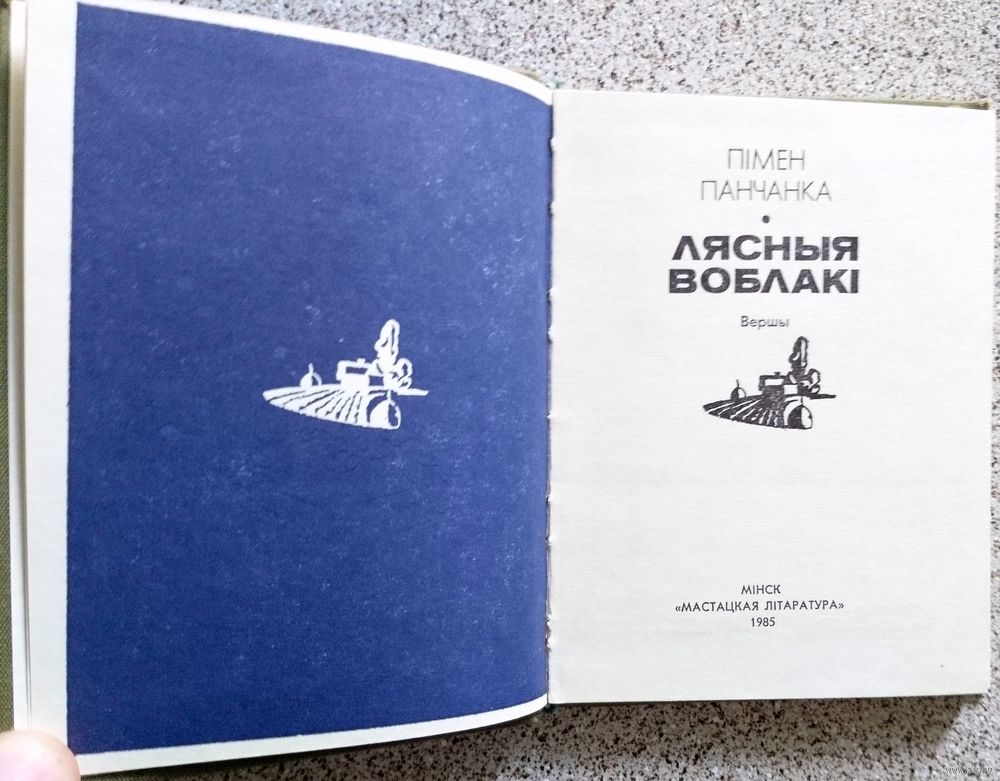 ПІМЕН
ПАНЧАНКА
•
ЛЯСНЫЯ
ВОБЛАКІ
Вершы
МІНСК
«МАСТАЦКАЯ ЛІТАРАТУРА»
1985